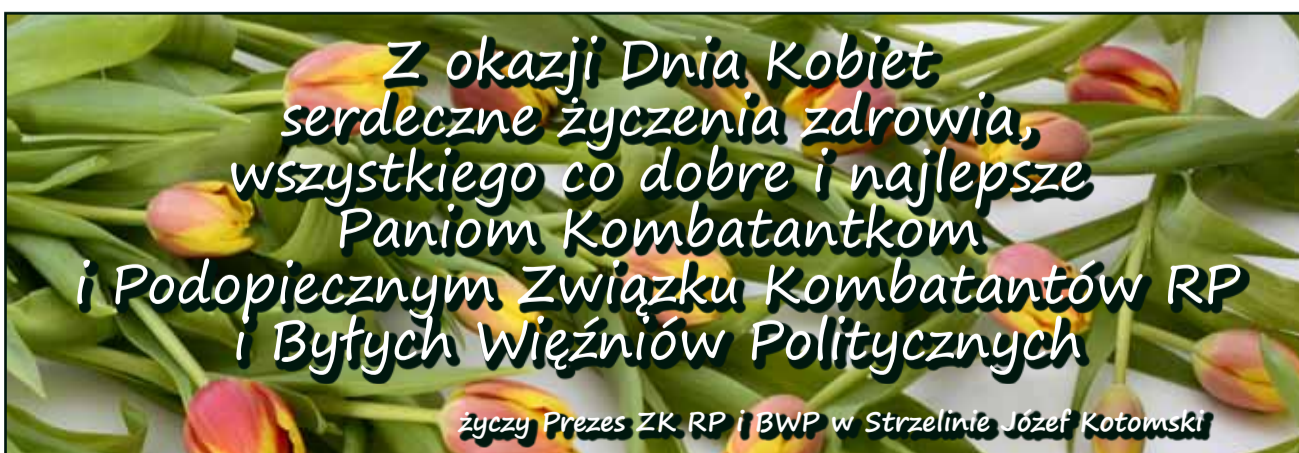 Z okazji Dnia Kobiet
serdeczne życzenia zdrowia,
wszystkiego co dobre i najlepsze
Paniom Kombatantkom
i Podopiecznym Związku Kombatantów RP
i Byłych Więźniów Politycznych
życzy Prezes ZK RP i BWP w Strzelinie Józef Kotomski